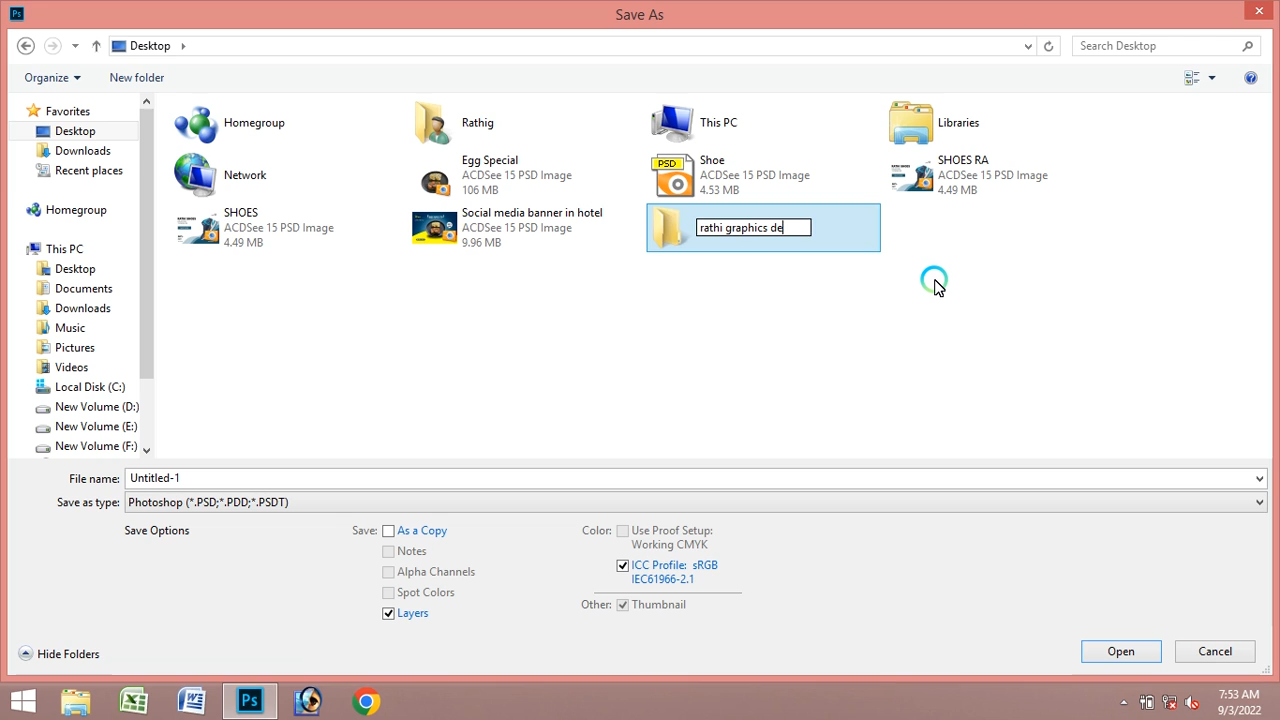 Ps
Save As
Desktop
Search Desktop
Organize
New folder
Favorites
Desktop
Downloads
Recent places
Homegroup
This PC
Desktop
Documents
Downloads
Music
Pictures
Videos
Local Disk (C:)
New Volume (D:)
New Volume (E:)
New Volume (F:)
Homegroup
Rathig
This PC
Libraries
Network
Egg Special
ACDSee 15 PSD Image
106 MB
PSD
Shoe
ACDSee 15 PSD Image
4.53 MB
SHOES RA
ACDSee 15 PSD Image
4.49 MB
SHOES
ACDSee 15 PSD Image
4.49 MB
Social media banner in hotel
ACDSee 15 PSD Image
9.96 MB
rathi graphics de
File name: Untitled-1
Save as type: Photoshop (*.PSD;*.PDD;*.PSDT)
Save Options
Save: As a Copy
Notes
Alpha Channels
Spot Colors
Layers
Color: Use Proof Setup:
Working CMYK
ICC Profile: sRGB
IEC61966-2.1
Other: Thumbnail
Hide Folders
Open
Cancel
Ps
7:53 AM
9/3/2022